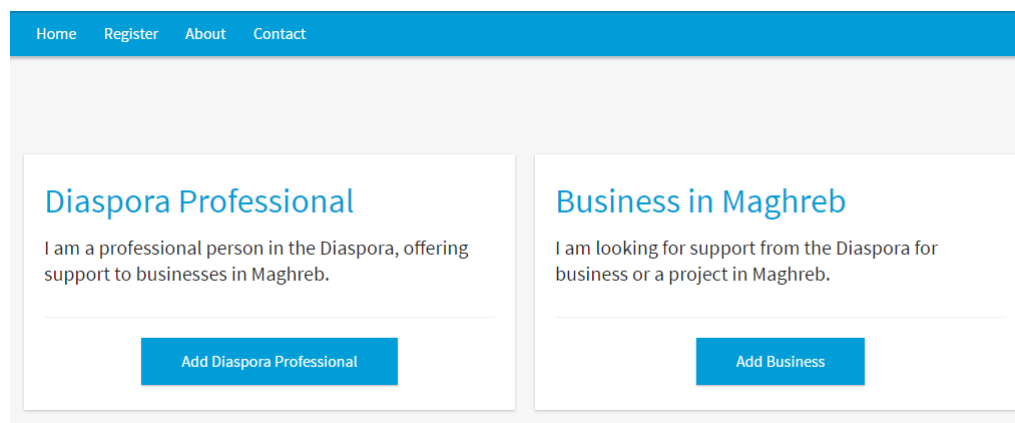 Home Register About Contact
Diaspora Professional
I am a professional person in the Diaspora, offering
support to businesses in Maghreb.
Add Diaspora Professional
Business in Maghreb
I am looking for support from the Diaspora for
business or a project in Maghreb.
Add Business